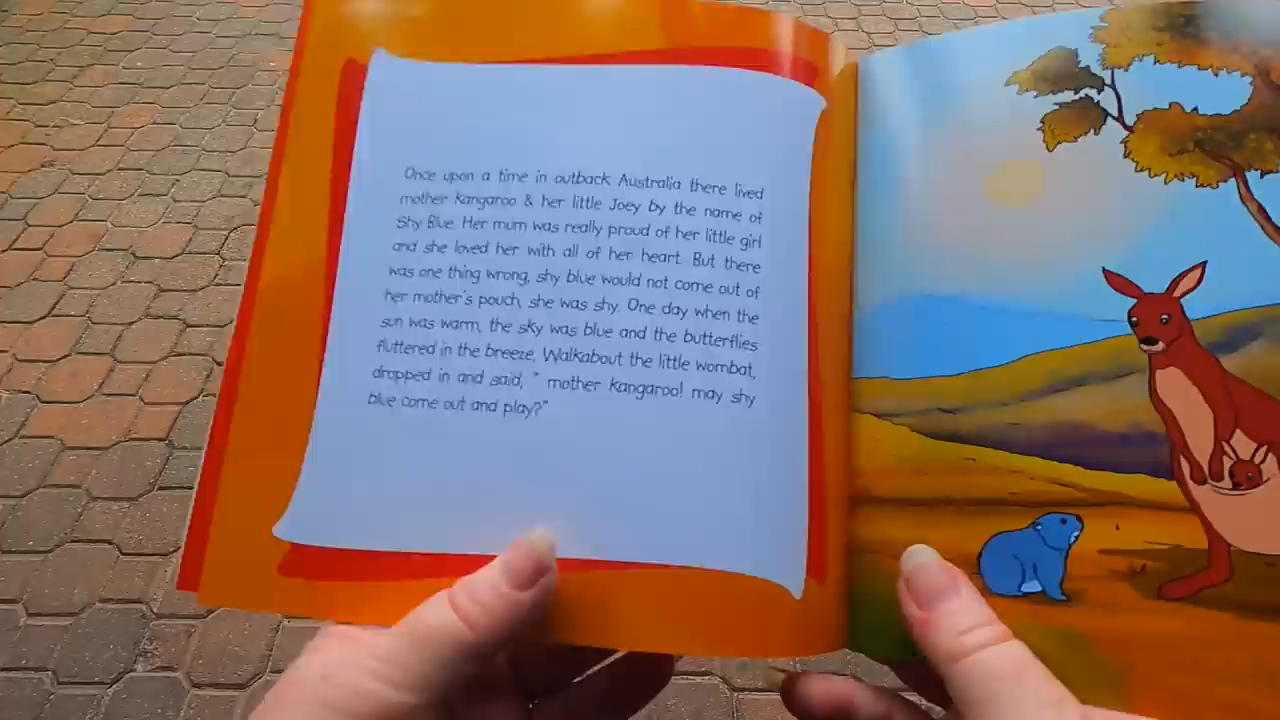 Once upon a time in outback Australia there lived
mother Kangaroo & her little Joey by the name of
Shy Blue. Her mum was really proud of her little girl
and she loved her with all of her heart. But there
was one thing wrong, shy blue would not come out of
her mother's pouch, she was shy. One day when the
sun was warm, the sky was blue and the butterflies
fluttered in the breeze, Walkabout the little wombat,
dropped in and said, " mother Kangaroo! may shy
blue come out and play?"